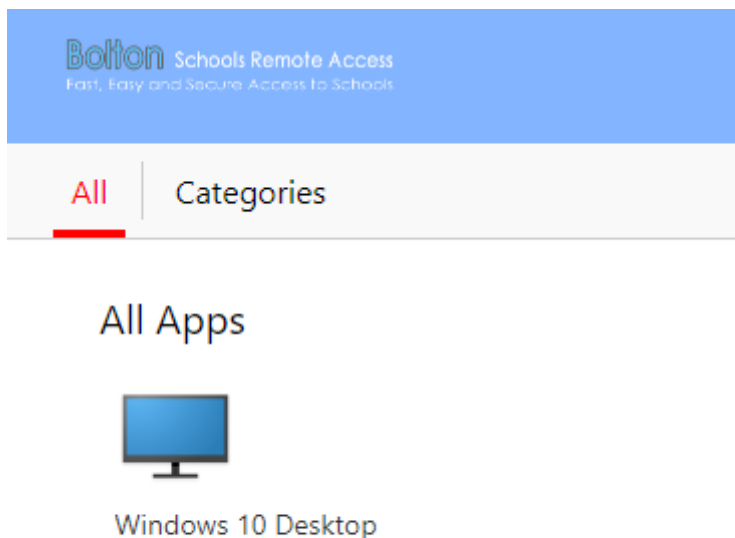 Bolton Schools Remote Access
Fast, Easy and Secure Access to Schools
All Categories
All Apps
Windows 10 Desktop